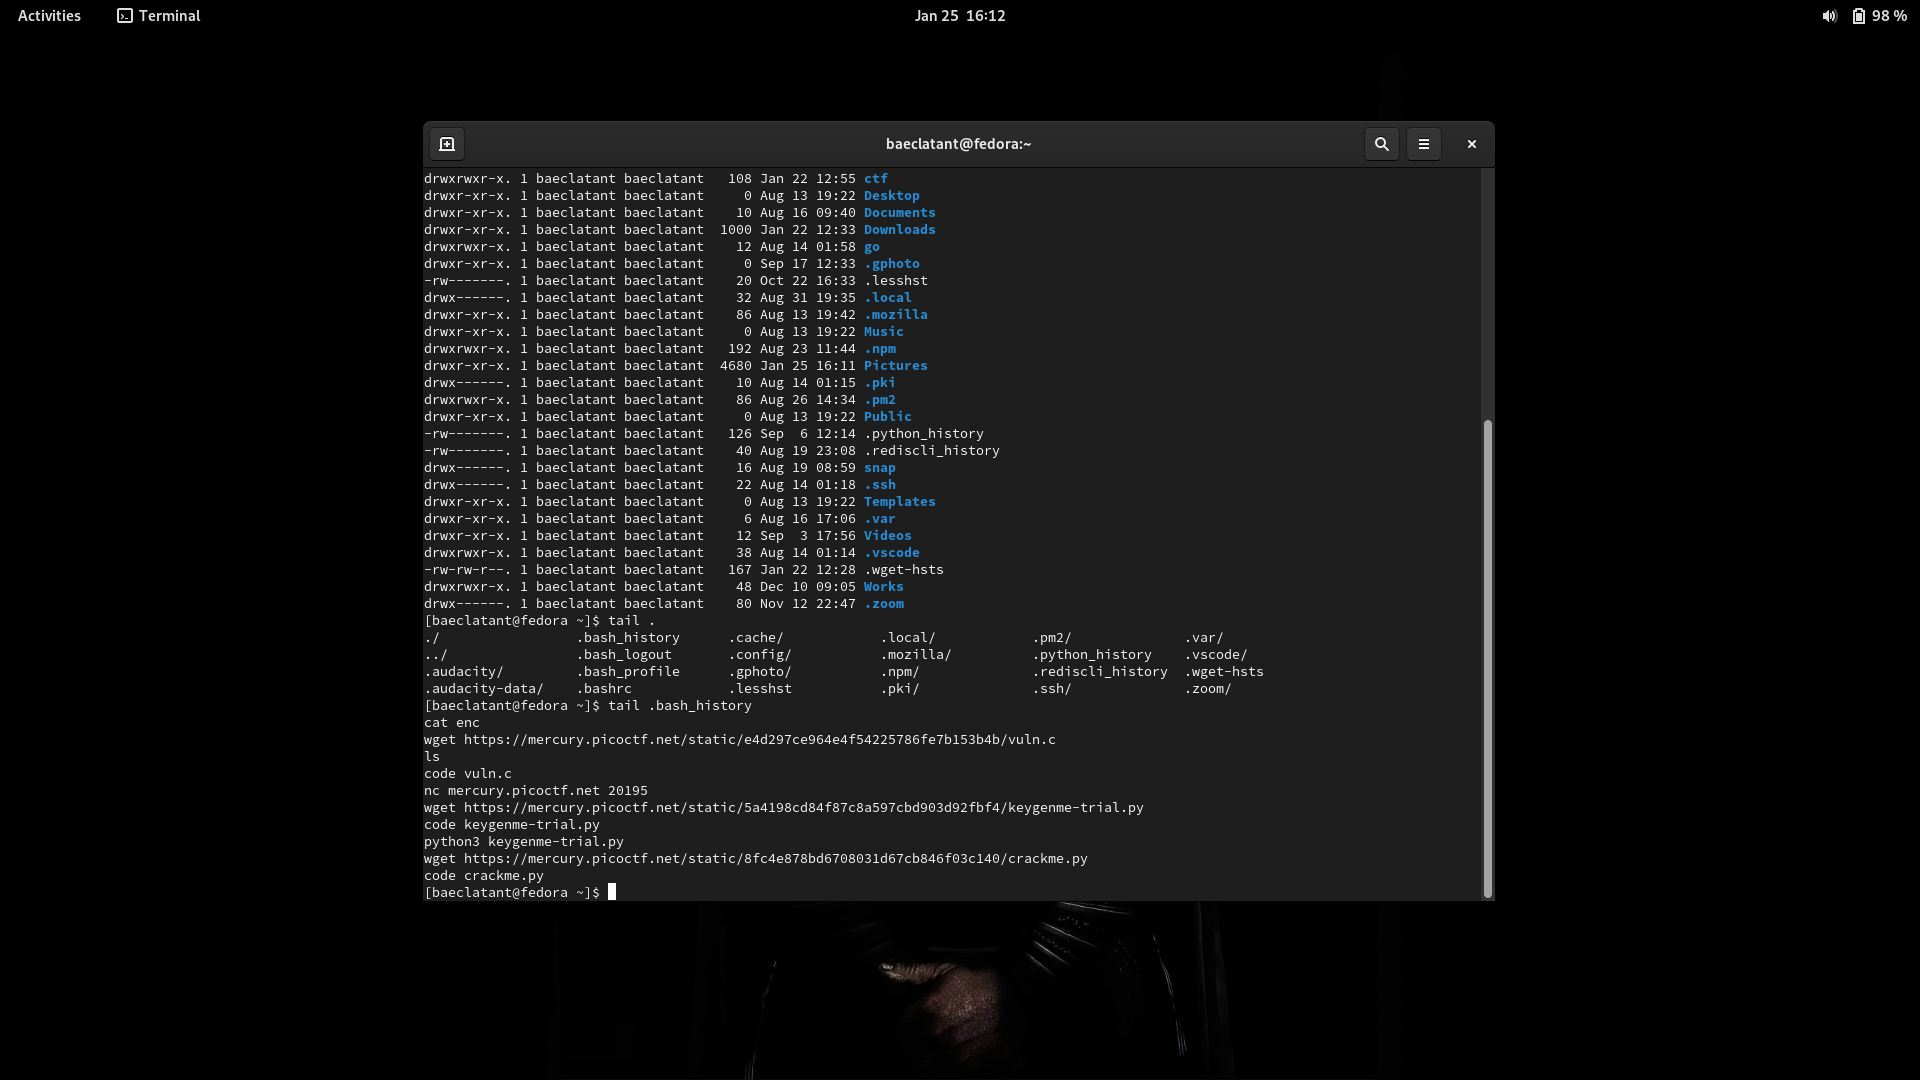 Activities Terminal Jan 25 16:12 98 %
baeclatant@fedora:~
drwxrwxr-x. 1 baeclatant baeclatant   108 Jan 22 12:55 ctf
drwxr-xr-x. 1 baeclatant baeclatant     0 Aug 13 19:22 Desktop
drwxr-xr-x. 1 baeclatant baeclatant    10 Aug 16 09:40 Documents
drwxr-xr-x. 1 baeclatant baeclatant  1000 Jan 22 12:33 Downloads
drwxrwxr-x. 1 baeclatant baeclatant    12 Aug 14 01:58 go
drwxr-xr-x. 1 baeclatant baeclatant     0 Sep 17 12:33 .gphoto
-rw-------. 1 baeclatant baeclatant    20 Oct 22 16:33 .lesshst
drwx------. 1 baeclatant baeclatant    32 Aug 31 19:35 .local
drwxr-xr-x. 1 baeclatant baeclatant    86 Aug 13 19:42 .mozilla
drwxr-xr-x. 1 baeclatant baeclatant     0 Aug 13 19:22 Music
drwxrwxr-x. 1 baeclatant baeclatant   192 Aug 23 11:44 .npm
drwxr-xr-x. 1 baeclatant baeclatant  4680 Jan 25 16:11 Pictures
drwx------. 1 baeclatant baeclatant    10 Aug 14 01:15 .pki
drwxrwxr-x. 1 baeclatant baeclatant    86 Aug 26 14:34 .pm2
drwxr-xr-x. 1 baeclatant baeclatant     0 Aug 13 19:22 Public
-rw-------. 1 baeclatant baeclatant   126 Sep  6 12:14 .python_history
-rw-------. 1 baeclatant baeclatant    40 Aug 19 23:08 .rediscli_history
drwx------. 1 baeclatant baeclatant    16 Aug 19 08:59 snap
drwx------. 1 baeclatant baeclatant    22 Aug 14 01:18 .ssh
drwxr-xr-x. 1 baeclatant baeclatant     0 Aug 13 19:22 Templates
drwxr-xr-x. 1 baeclatant baeclatant     6 Aug 16 17:06 .var
drwxr-xr-x. 1 baeclatant baeclatant    12 Sep  3 17:56 Videos
drwxrwxr-x. 1 baeclatant baeclatant    38 Aug 14 01:14 .vscode
-rw-rw-r--. 1 baeclatant baeclatant   167 Jan 22 12:28 .wget-hsts
drwxrwxr-x. 1 baeclatant baeclatant    48 Dec 10 09:05 Works
drwx------. 1 baeclatant baeclatant    80 Nov 12 22:47 .zoom
[baeclatant@fedora ~]$ tail .
./                 .bash_history      .cache/            .local/            .pm2/              .var/
../                .bash_logout       .config/           .mozilla/          .python_history    .vscode/
.audacity/         .bash_profile      .gphoto/           .npm/              .rediscli_history  .wget-hsts
.audacity-data/    .bashrc            .lesshst           .pki/              .ssh/              .zoom/
[baeclatant@fedora ~]$ tail .bash_history
cat enc
wget https://mercury.picoctf.net/static/e4d297ce964e4f54225786fe7b153b4b/vuln.c
ls
code vuln.c
nc mercury.picoctf.net 20195
wget https://mercury.picoctf.net/static/5a4198cd84f87c8a597cbd903d92fbf4/keygenme-trial.py
code keygenme-trial.py
python3 keygenme-trial.py
wget https://mercury.picoctf.net/static/8fc4e878bd6708031d67cb846f03c140/crackme.py
code crackme.py
[baeclatant@fedora ~]$